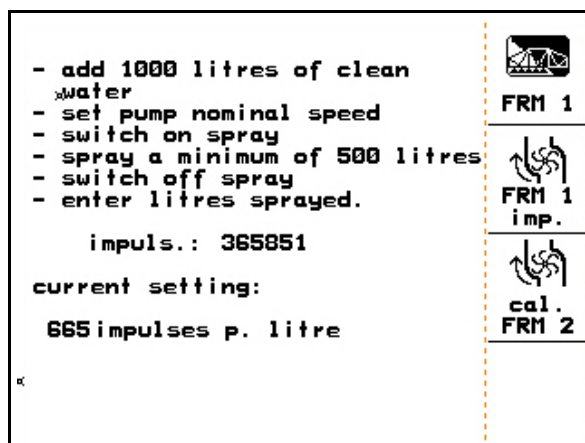 - add 1000 litres of clean
water
- set pump nominal speed
- switch on spray
- spray a minimum of 500 litres
- switch off spray
- enter litres sprayed.
impuls.: 365851
current setting:
665 impulses p. litre
FRM 1
FRM 1
imp.
cal.
FRM 2